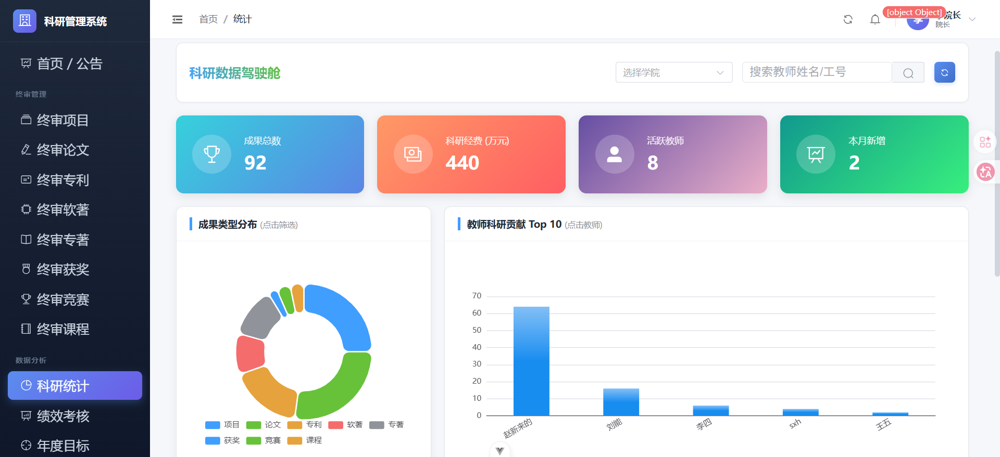 科研管理系统
首页 / 公告
终审管理
终审项目
终审论文
终审专利
终审软著
终审专著
终审获奖
终审竞赛
终审课程
数据分析
科研统计
绩效考核
年度目标
首页 / 统计
[object Object]
院长
院长
科研数据驾驶舱
选择学院
搜索教师姓名/工号
成果总数
92
科研经费 (万元)
440
活跃教师
8
本月新增
2
成果类型分布 (点击筛选)
项目 论文 专利 软著 专著
获奖 竞赛 课程
教师科研贡献 Top 10 (点击教师)
70
60
50
40
30
20
10
0
赵新来的 刘能 李四 sxh 王五